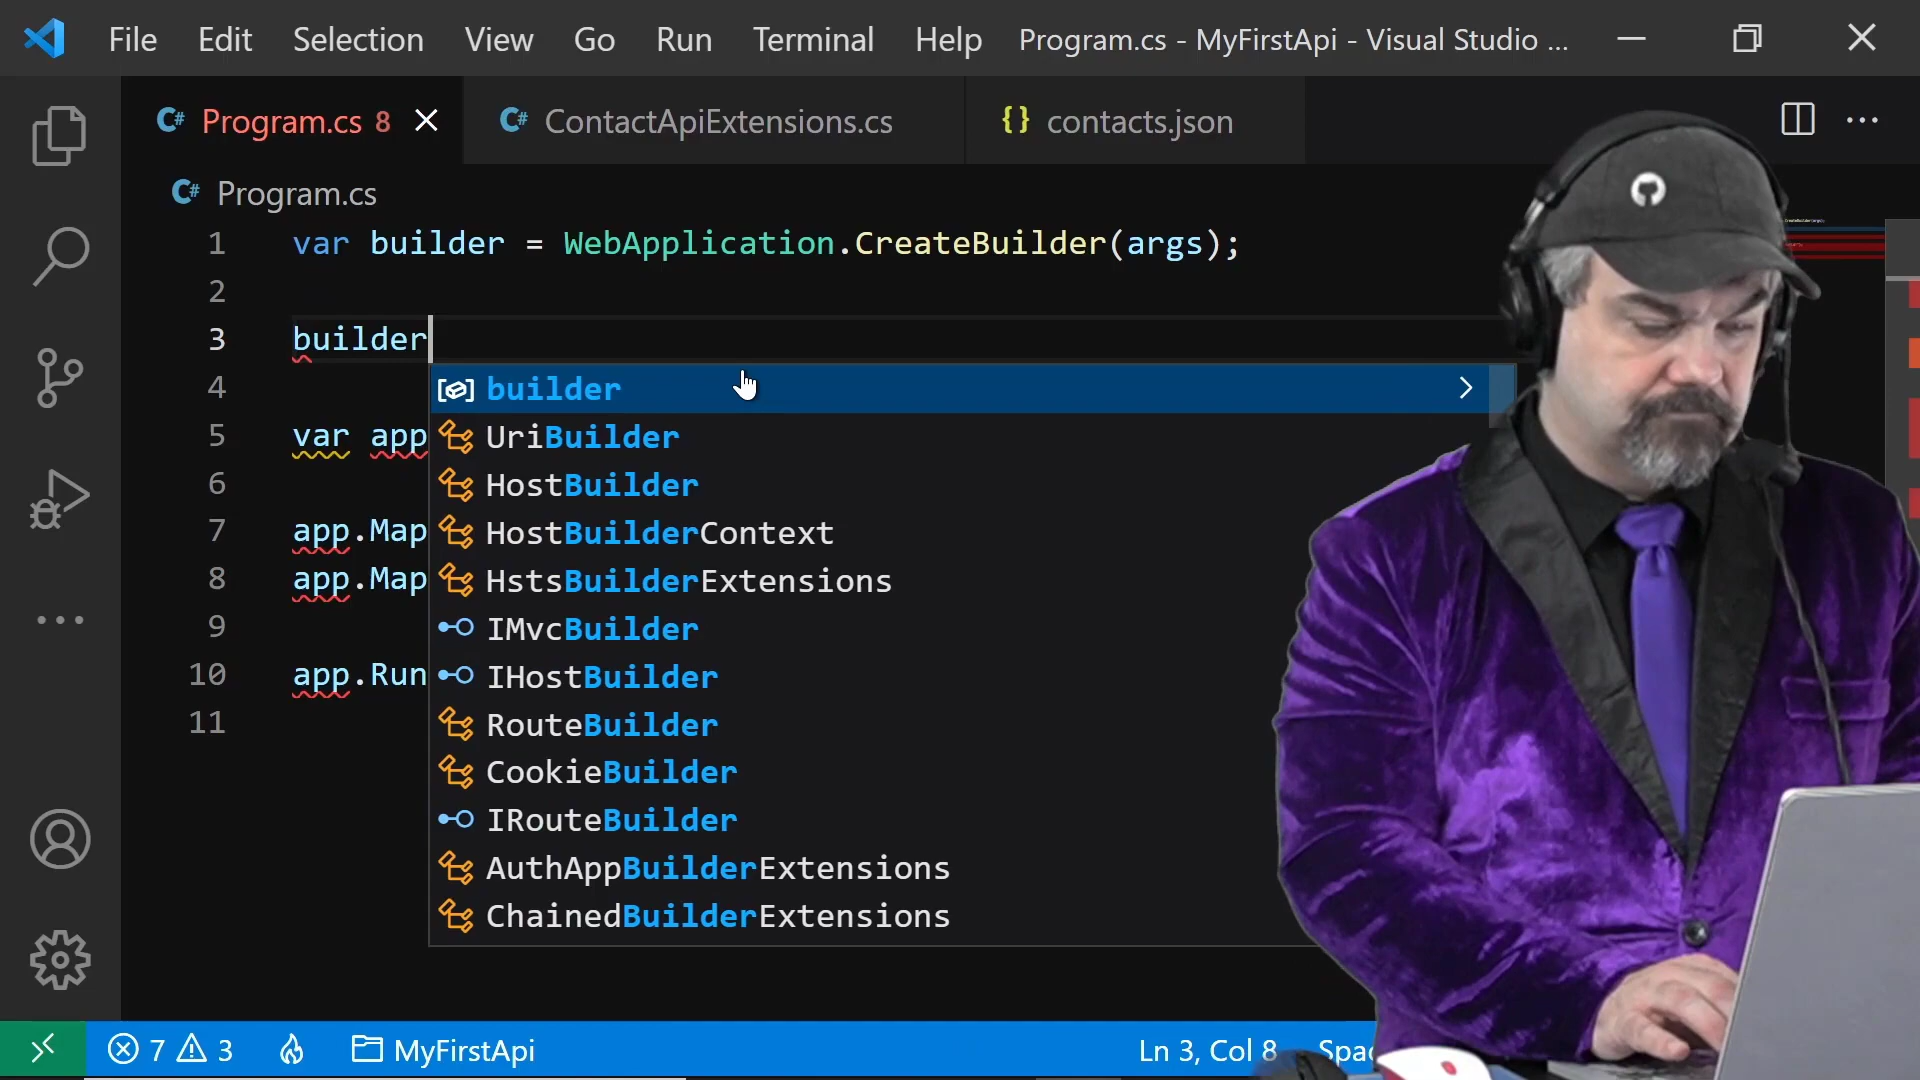 File Edit Selection View Go Run Terminal Help Program.cs - MyFirstApi - Visual Studio ...
C# Program.cs 8 C# ContactApiExtensions.cs {} contacts.json ...
C# Program.cs
1 var builder = WebApplication.CreateBuilder(args);
2
3 builder
4 builder
5 var app UriBuilder
6 HostBuilder
7 app.Map HostBuilderContext
8 app.Map HstsBuilderExtensions
9 IMvcBuilder
10 app.Run IHostBuilder
11 RouteBuilder
CookieBuilder
IRouteBuilder
AuthAppBuilderExtensions
ChainedBuilderExtensions
7 3 MyFirstApi Ln 3, Col 8